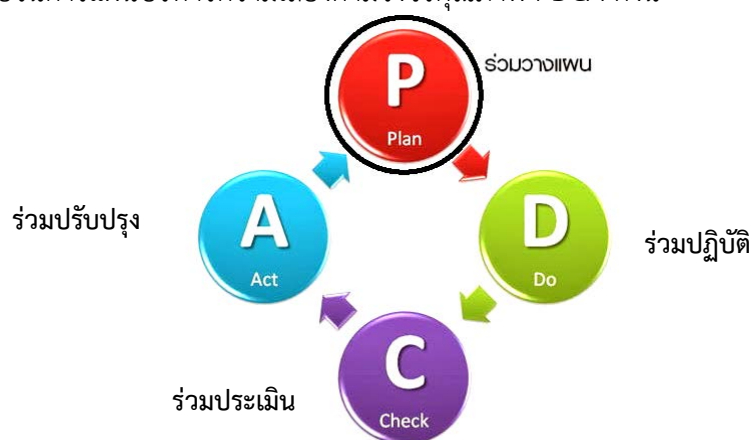 P
Plan
ร่วมวางแผน
A
Act
ร่วมปรับปรุง
D
Do
ร่วมปฏิบัติ
C
Check
ร่วมประเมิน